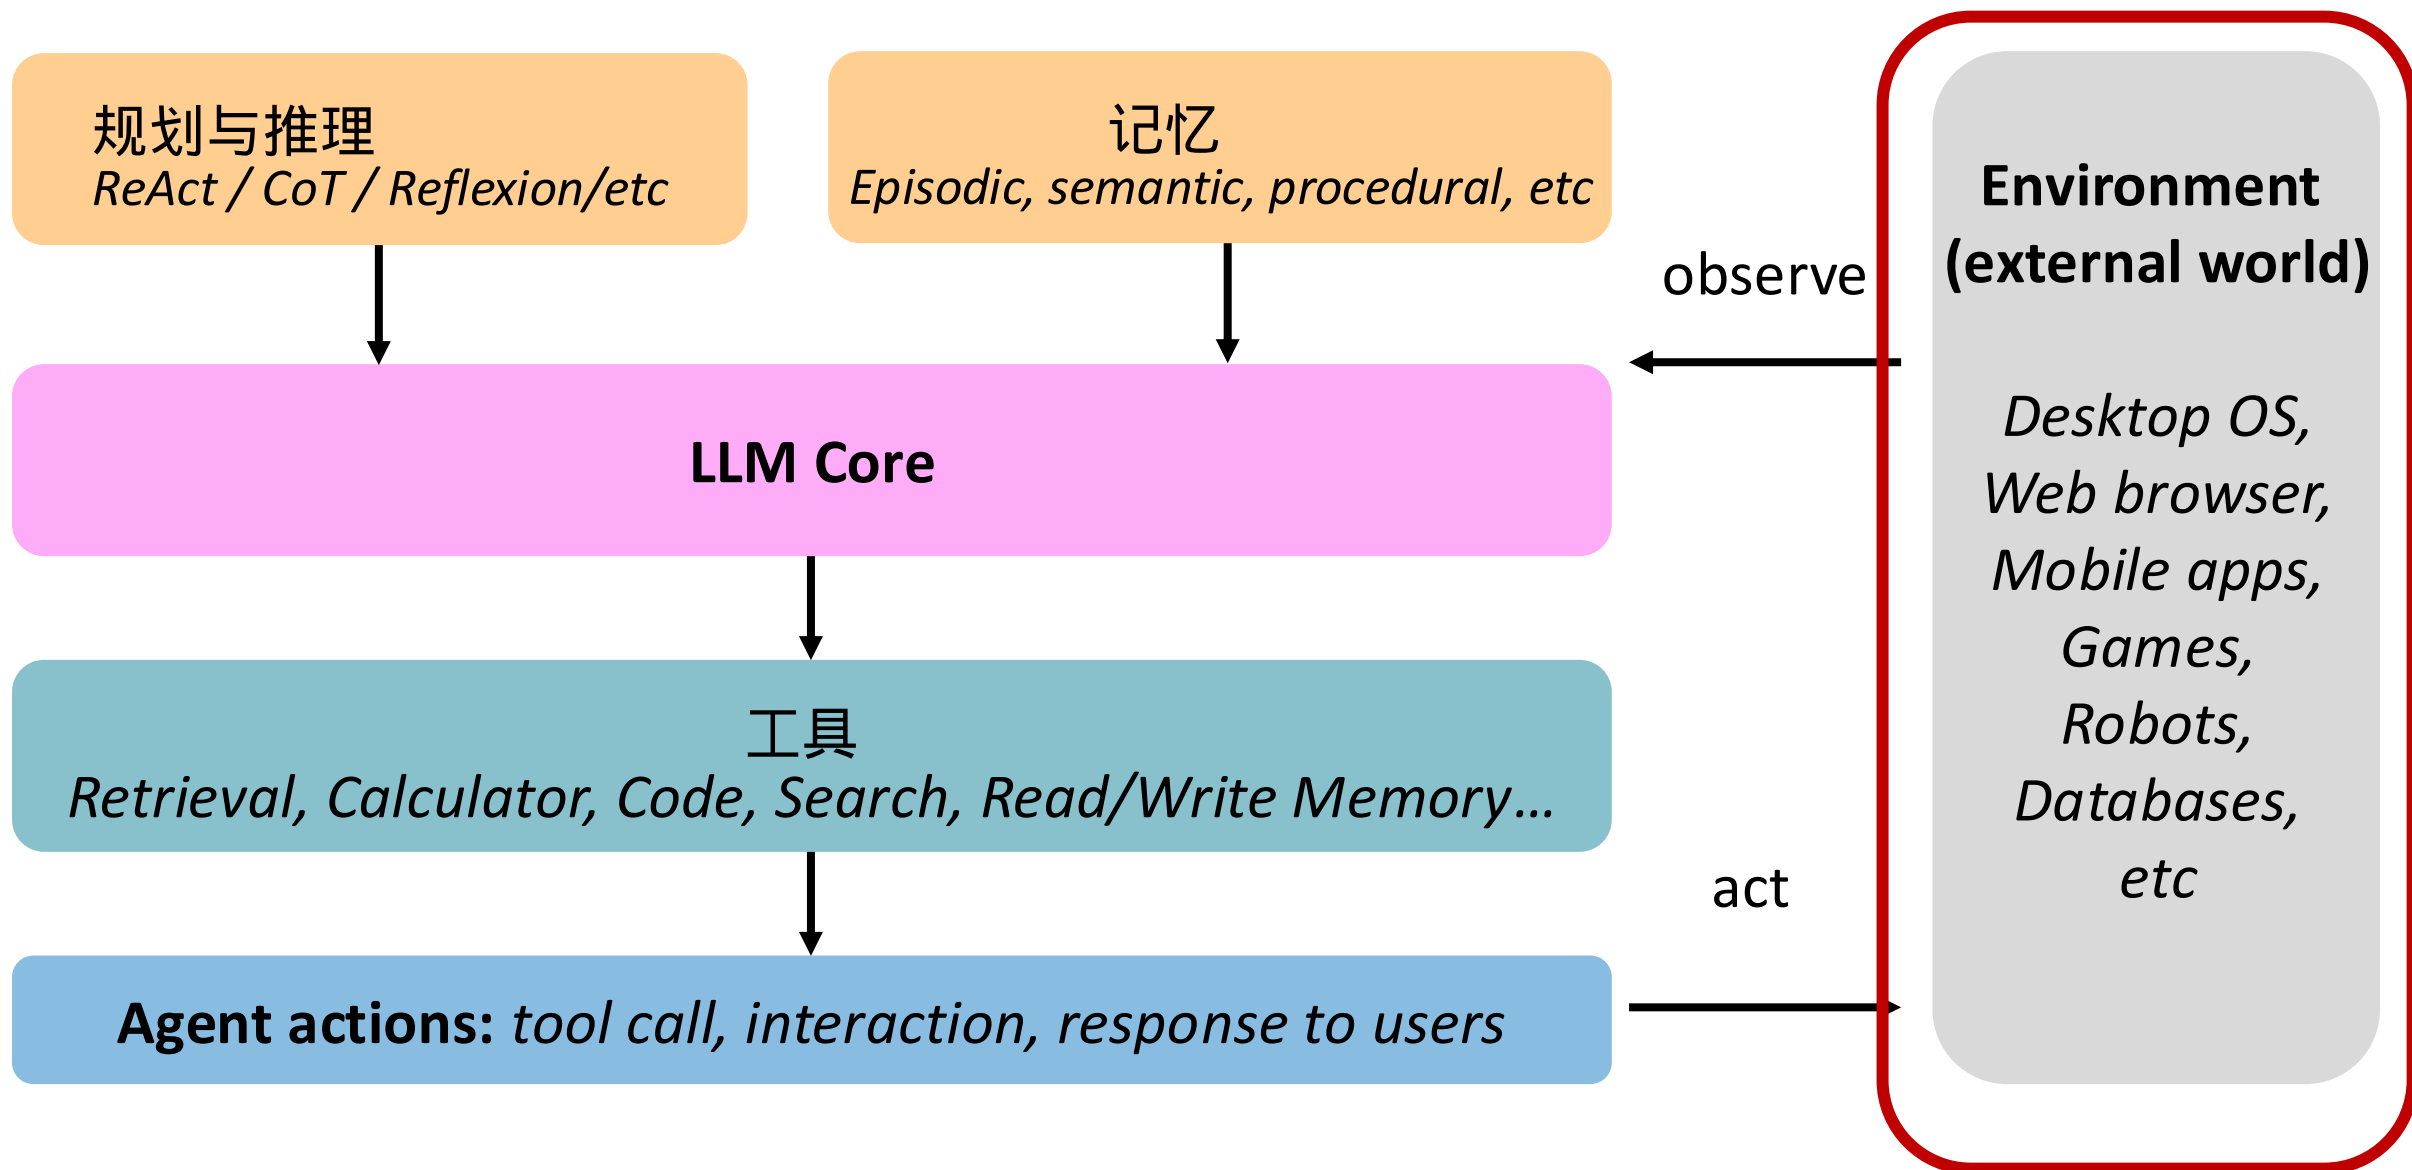 规划与推理
ReAct / CoT / Reflexion/etc
记忆
Episodic, semantic, procedural, etc
observe
LLM Core
工具
Retrieval, Calculator, Code, Search, Read/Write Memory...
act
Agent actions: tool call, interaction, response to users
Environment
(external world)
Desktop OS,
Web browser,
Mobile apps,
Games,
Robots,
Databases,
etc